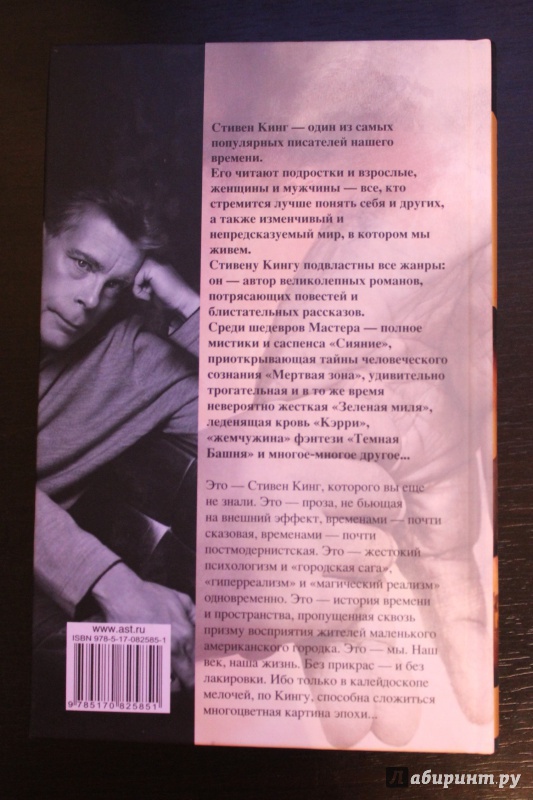 Стивен Кинг — один из самых
популярных писателей нашего
времени.
Его читают подростки и взрослые,
женщины и мужчины — все, кто
стремится лучше понять себя и других,
а также изменчивый и
непредсказуемый мир, в котором мы
живем.
Стивену Кингу подвластны все жанры:
он — автор великолепных романов,
потрясающих повестей и
блистательных рассказов.
Среди шедевров Мастера — полное
мистики и саспенса «Сияние»,
приоткрывающая тайны человеческого
сознания «Мертвая зона», удивительно
трогательная и в то же время
невероятно жесткая «Зеленая миля»,
леденящая кровь «Кэрри»,
«жемчужина» фэнтези «Темная
Башня» и многое-многое другое...
Это — Стивен Кинг, которого вы еще
не знали. Это — проза, не бьющая
на внешний эффект, временами — почти
сказовая, временами — почти
постмодернистская. Это — жестокий
психологизм и «городская сага»,
«гиперреализм» и «магический реализм»
одновременно. Это — история времени
и пространства, пропущенная сквозь
призму восприятия жителей маленького
американского городка. Это — мы. Наш
век, наша жизнь. Без прикрас — и без
лакировки. Ибо только в калейдоскопе
мелочей, по Кингу, способна сложиться
многоцветная картина эпохи...
www.ast.ru
ISBN 978-5-17-082585-1
9 785170 825851
Лабиринт.ру